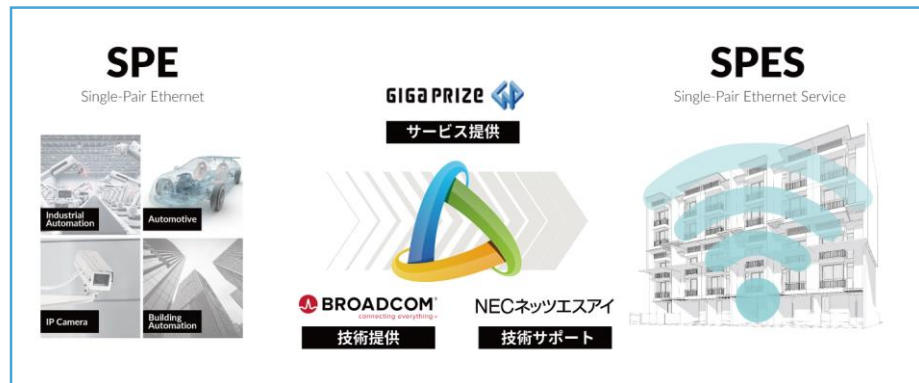 SPE
Single-Pair Ethernet
Industrial
Automation
Automotive
IP Camera
Building
Automation
GIGA PRIZE
サービス提供
BROADCOM®
connecting everything®
技術提供
NECネッツエスアイ
技術サポート
SPES
Single-Pair Ethernet Service